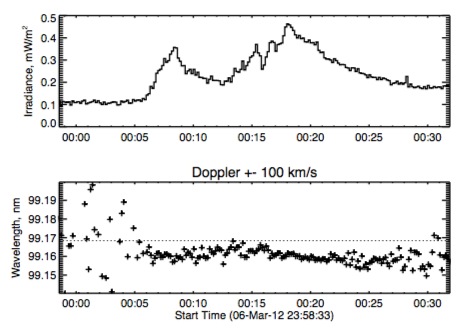 0.5
0.4
0.3
0.2
0.1
0.0
Irradiance, mW/m²
00:00 00:05 00:10 00:15 00:20 00:25 00:30
Doppler +- 100 km/s
99.19
99.18
99.17
99.16
99.15
Wavelength, nm
00:00 00:05 00:10 00:15 00:20 00:25 00:30
Start Time (06-Mar-12 23:58:33)